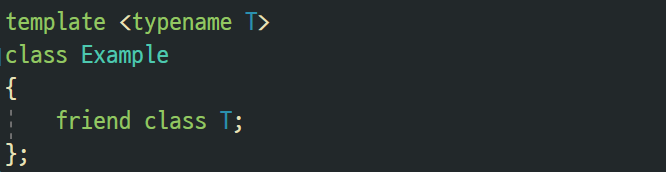 template <typename T>
class Example
{
    friend class T;
};